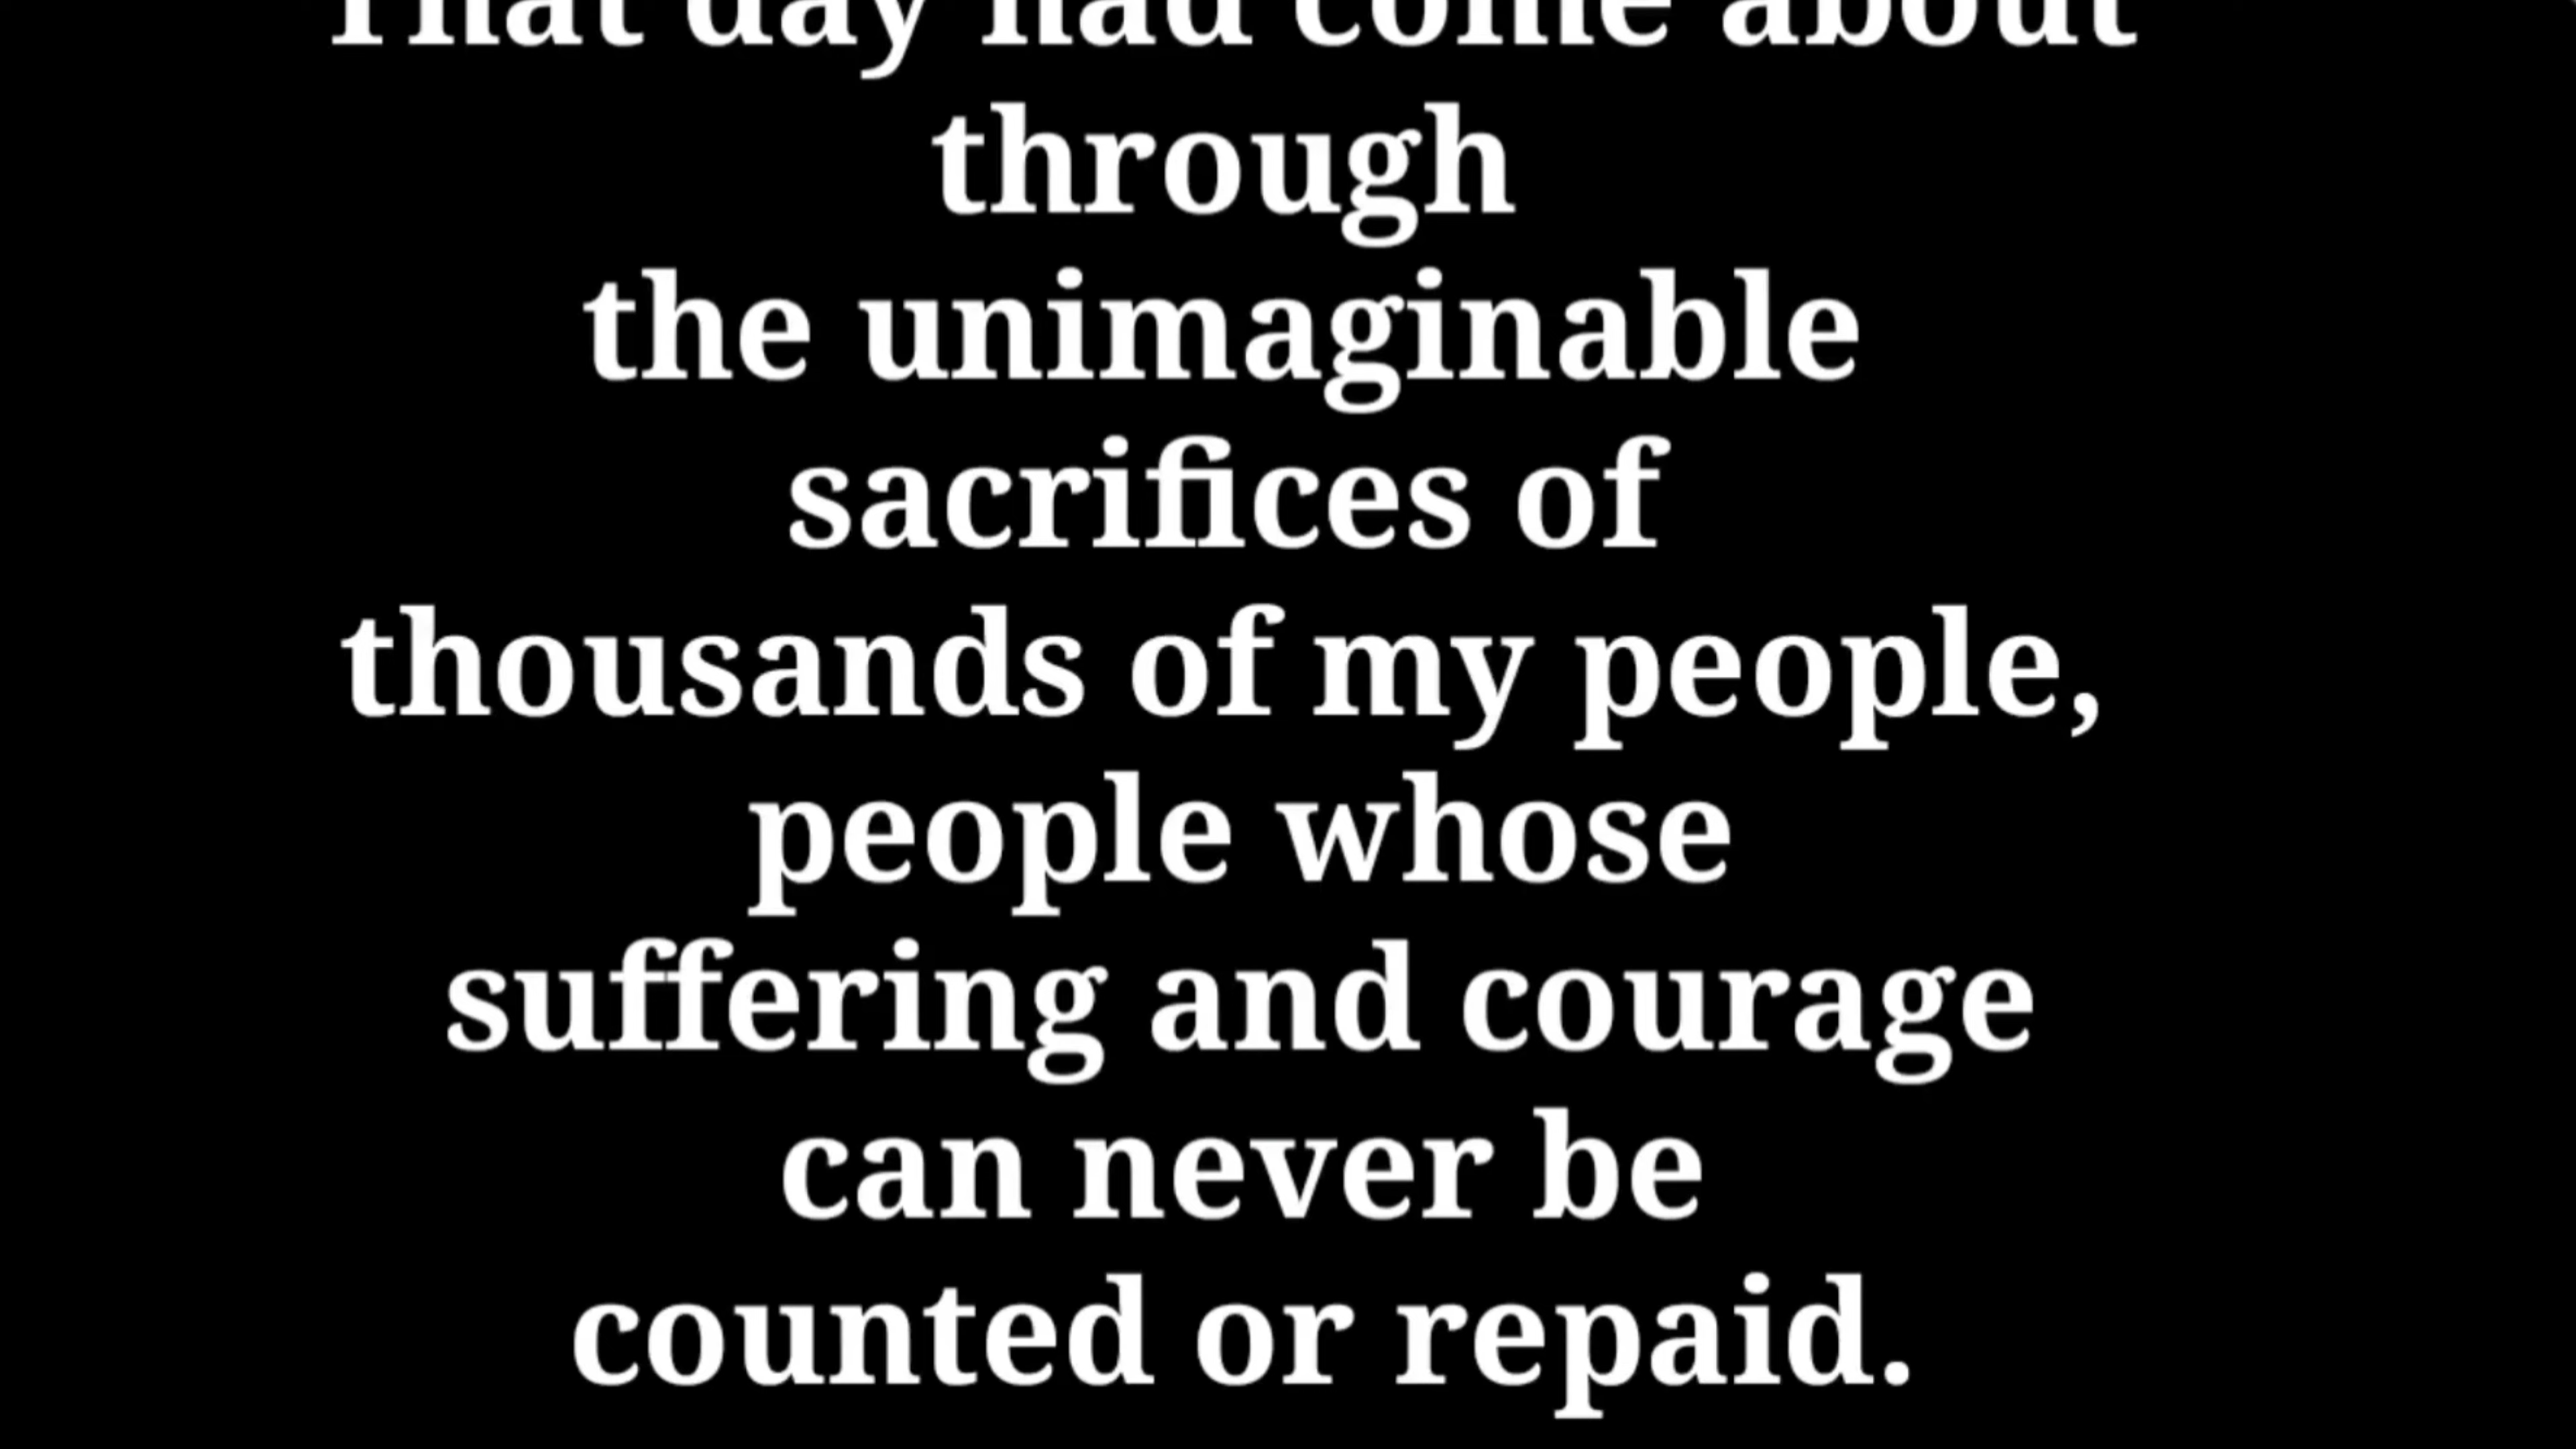 That day had come about
through
the unimaginable
sacrifices of
thousands of my people,
people whose
suffering and courage
can never be
counted or repaid.